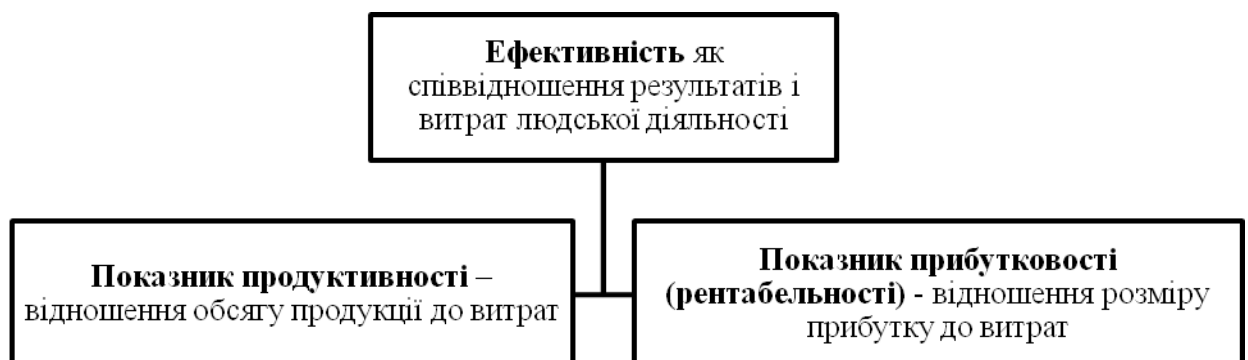 Ефективність як
співвідношення результатів і
витрат людської діяльності
Показник продуктивності –
відношення обсягу продукції до витрат
Показник прибутковості
(рентабельності) - відношення розміру
прибутку до витрат